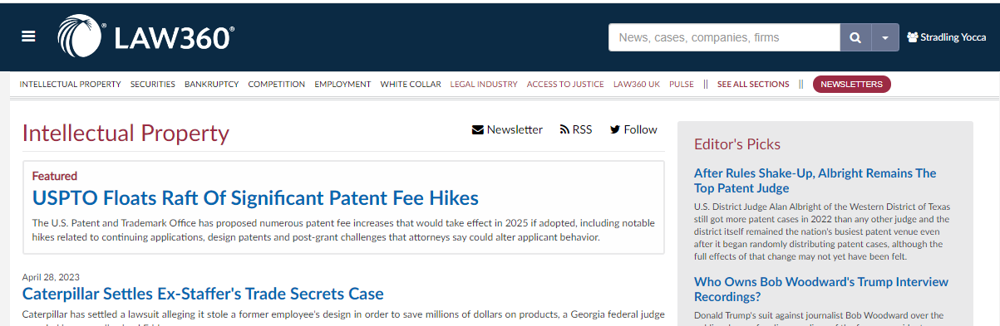 LAW360®
News, cases, companies, firms
Stradling Yocca
INTELLECTUAL PROPERTY SECURITIES BANKRUPTCY COMPETITION EMPLOYMENT WHITE COLLAR LEGAL INDUSTRY ACCESS TO JUSTICE LAW360 UK PULSE || SEE ALL SECTIONS || NEWSLETTERS
Intellectual Property
Newsletter RSS Follow
Featured
USPTO Floats Raft Of Significant Patent Fee Hikes
The U.S. Patent and Trademark Office has proposed numerous patent fee increases that would take effect in 2025 if adopted, including notable
hikes related to continuing applications, design patents and post-grant challenges that attorneys say could alter applicant behavior.
April 28, 2023
Caterpillar Settles Ex-Staffer's Trade Secrets Case
Caterpillar has settled a lawsuit alleging it stole a former employee's design in order to save millions of dollars on products, a Georgia federal judge
Editor's Picks
After Rules Shake-Up, Albright Remains The
Top Patent Judge
U.S. District Judge Alan Albright of the Western District of Texas
still got more patent cases in 2022 than any other judge and the
district itself remained the nation's busiest patent venue even
after it began randomly distributing patent cases, although the
full effects of that change may not yet have been felt.
Who Owns Bob Woodward's Trump Interview
Recordings?
Donald Trump's suit against journalist Bob Woodward over the